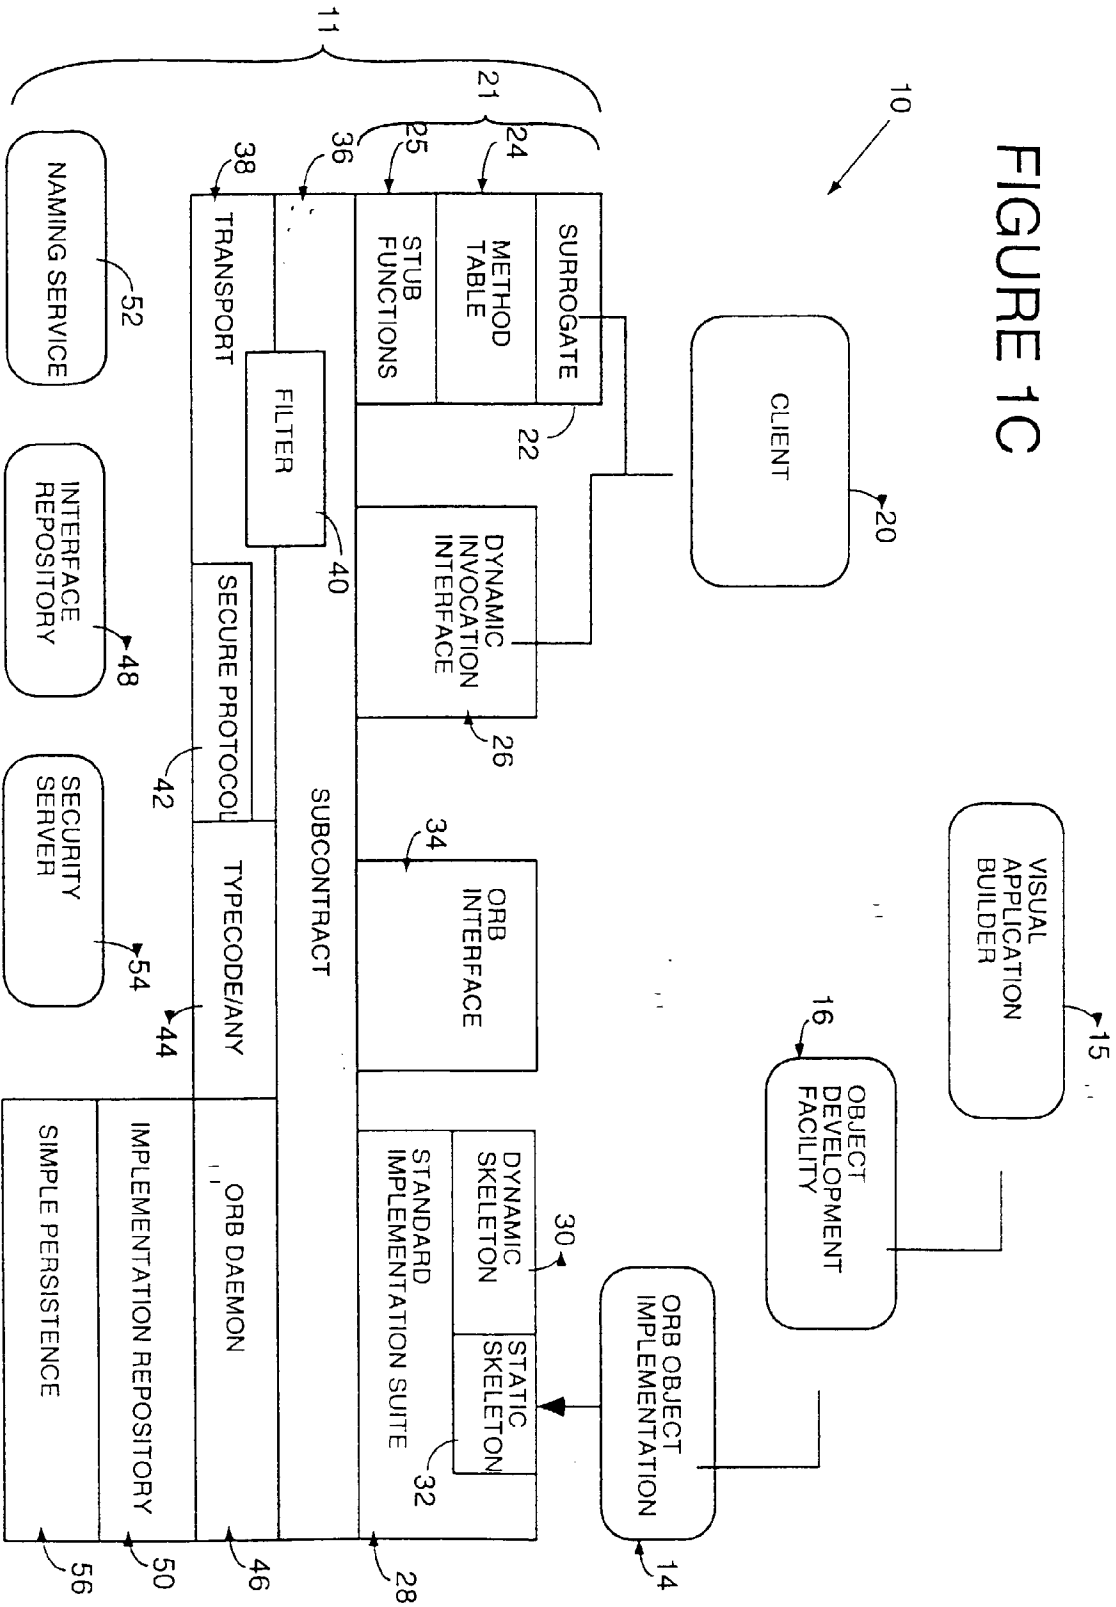 FIGURE 1C
10
CLIENT
20
VISUAL
APPLICATION
BUILDER
15
16
OBJECT
DEVELOPMENT
FACILITY
ORB OBJECT
IMPLEMENTATION
14
11
21
24
25
36
38
SURROGATE
22
METHOD
TABLE
STUB
FUNCTIONS
DYNAMIC
INVOCATION
INTERFACE
26
34
ORB
INTERFACE
30
DYNAMIC
SKELETON
STATIC
SKELETON
32
STANDARD
IMPLEMENTATION SUITE
28
SUBCONTRACT
FILTER
40
TRANSPORT
SECURE PROTOCOL
42
TYPECODE/ANY
44
ORB DAEMON
46
IMPLEMENTATION REPOSITORY
50
SIMPLE PERSISTENCE
56
NAMING SERVICE
52
INTERFACE
REPOSITORY
48
SECURITY
SERVER
54